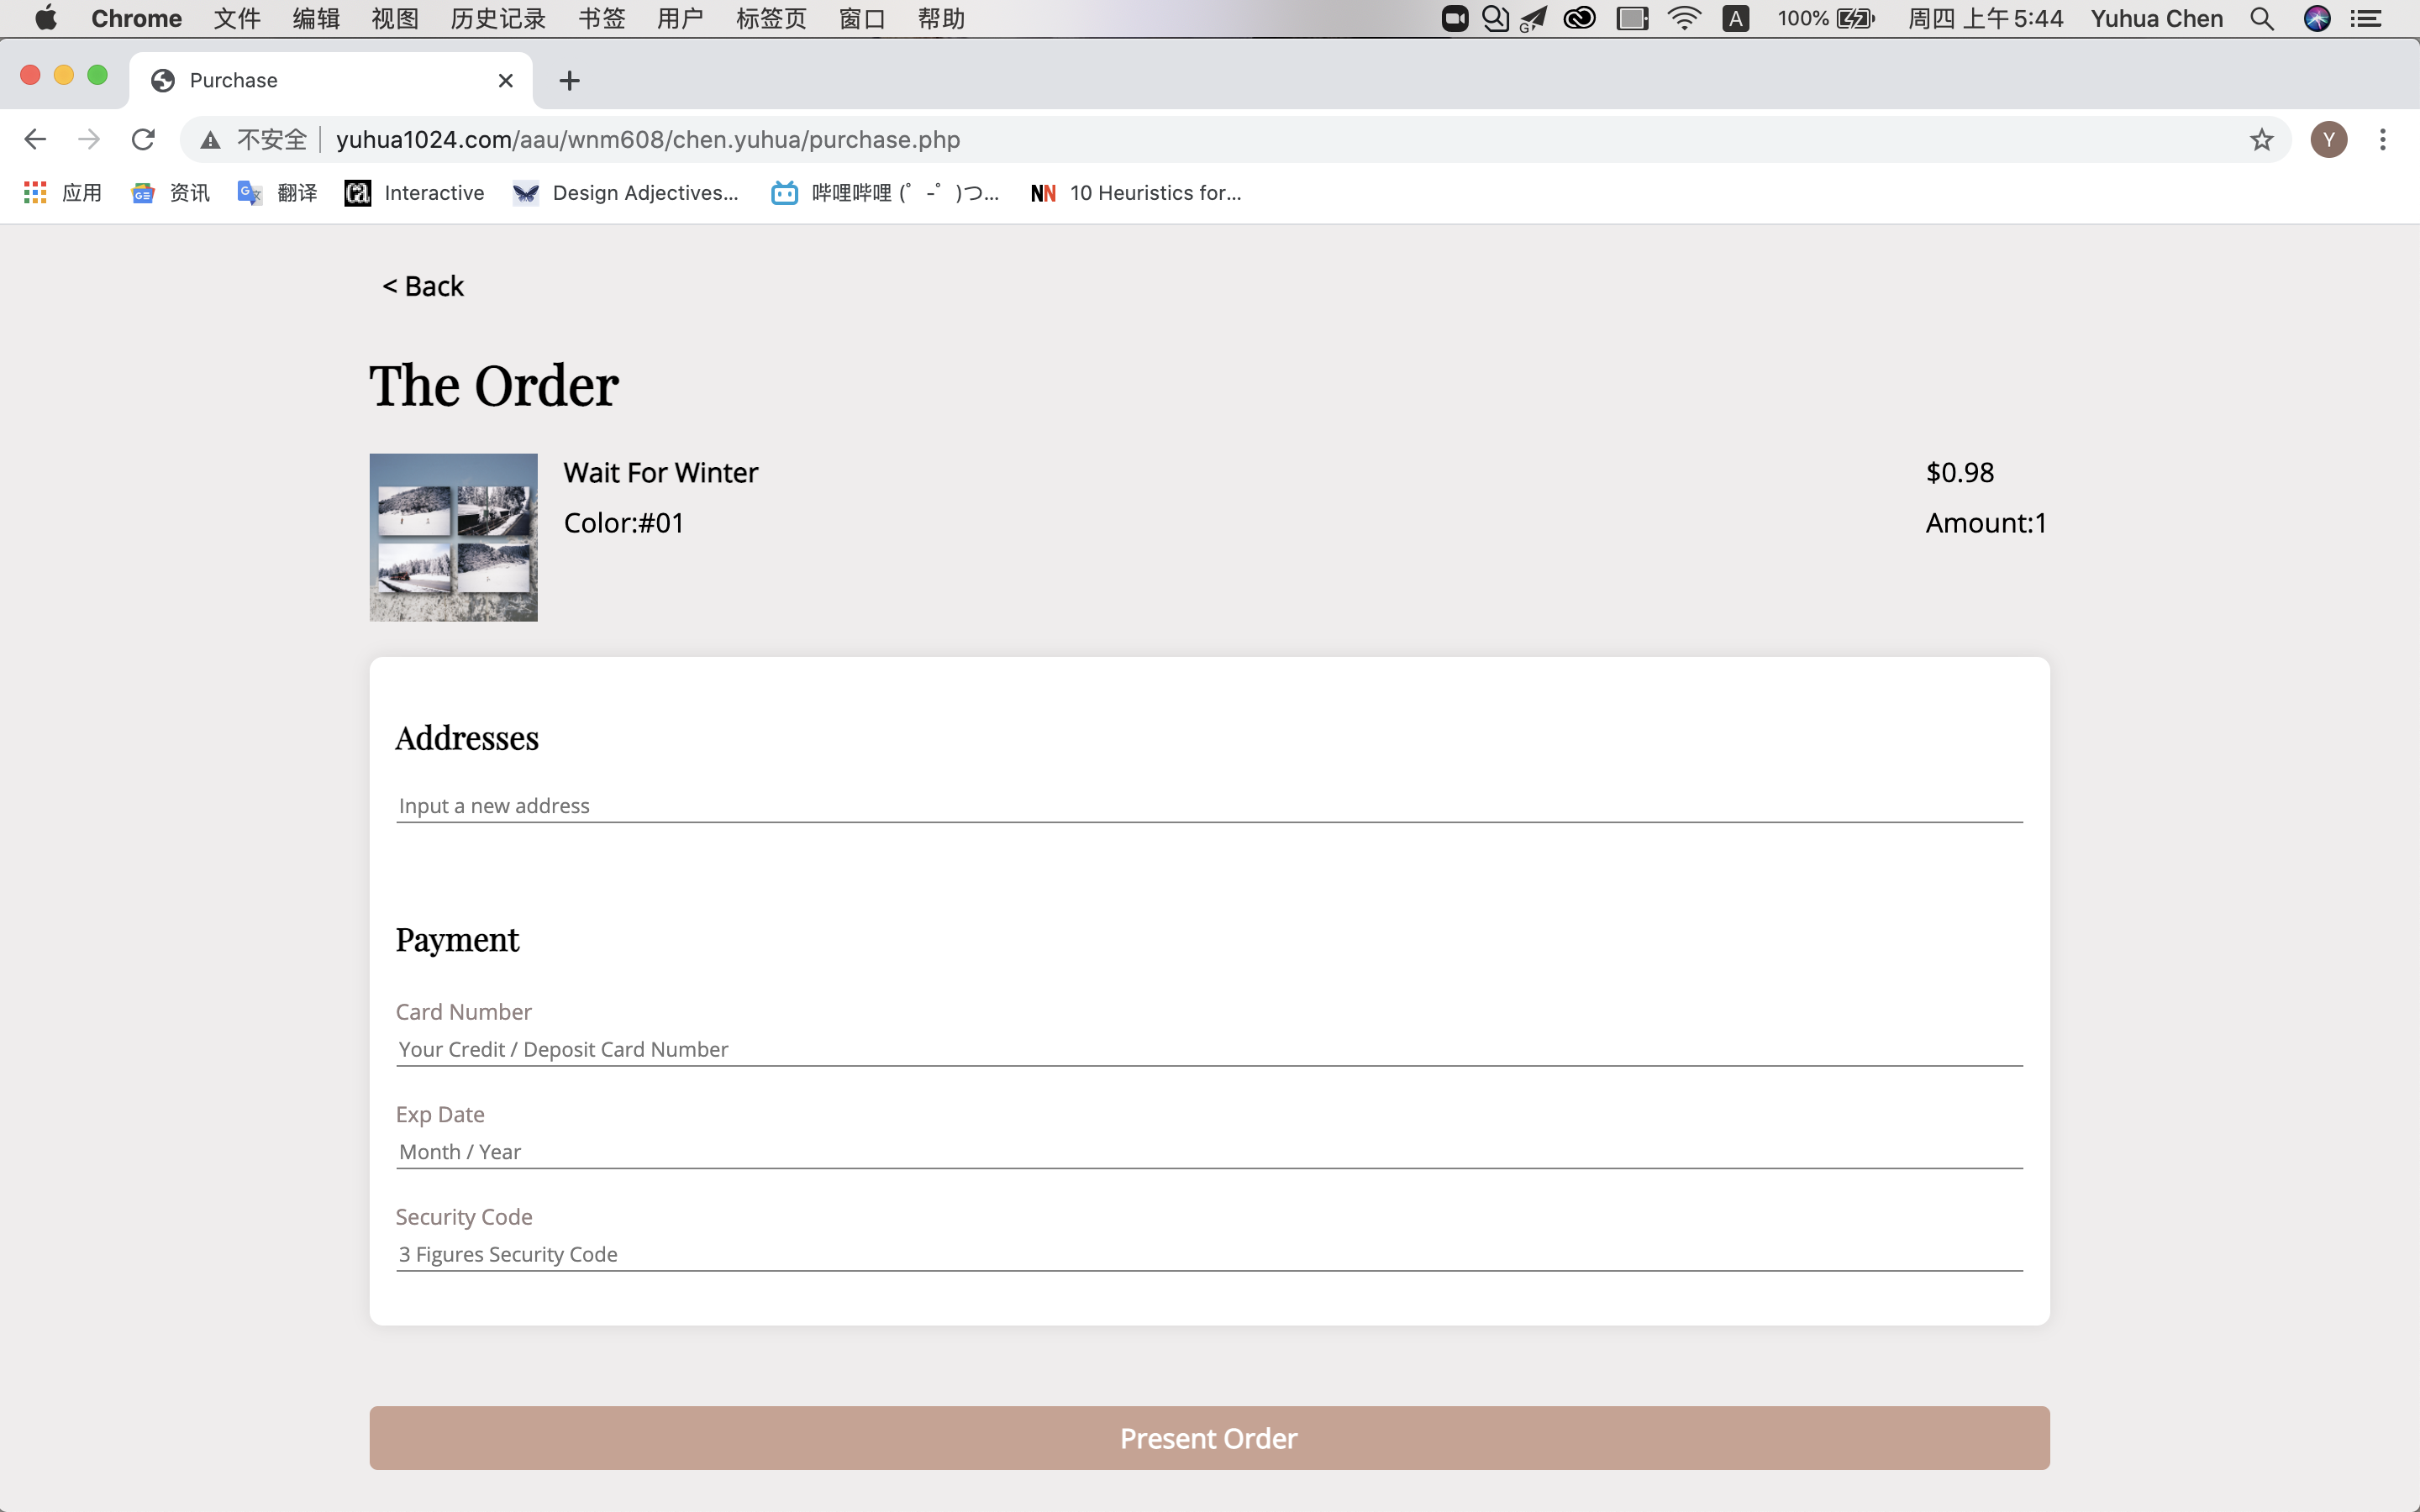 Chrome 文件 编辑 视图 历史记录 书签 用户 标签页 窗口 帮助 A 100% 周四 上午5:44 Yuhua Chen
Purchase
不安全 yuhua1024.com/aau/wnm608/chen.yuhua/purchase.php Y
应用 资讯 翻译 Interactive Design Adjectives... 哔哩哔哩 (゜-゜)つ... NN 10 Heuristics for...
< Back
The Order
Wait For Winter $0.98
Color:#01 Amount:1
Addresses
Input a new address
Payment
Card Number
Your Credit / Deposit Card Number
Exp Date
Month / Year
Security Code
3 Figures Security Code
Present Order